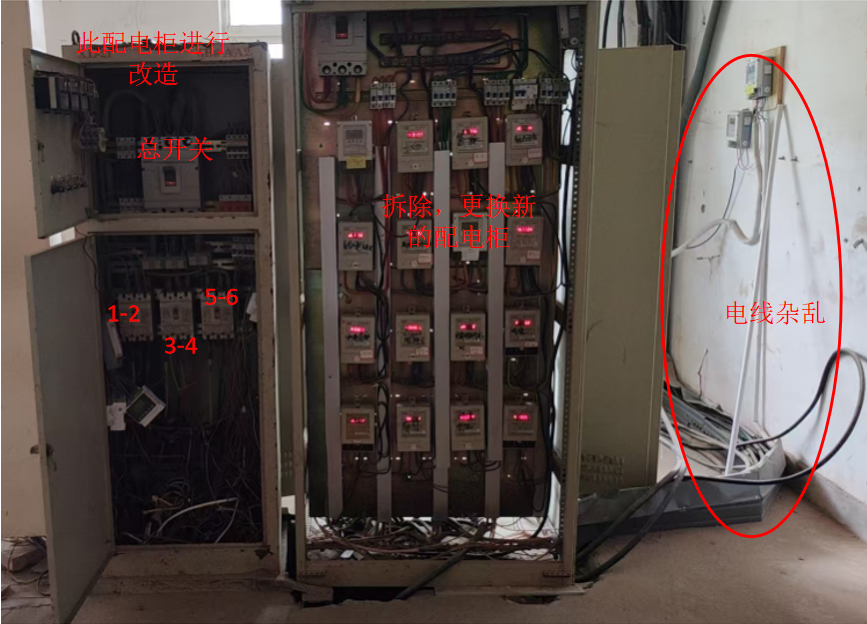 此配电柜进行
改造
总开关
拆除，更换新
的配电柜
1-2
5-6
3-4
电线杂乱